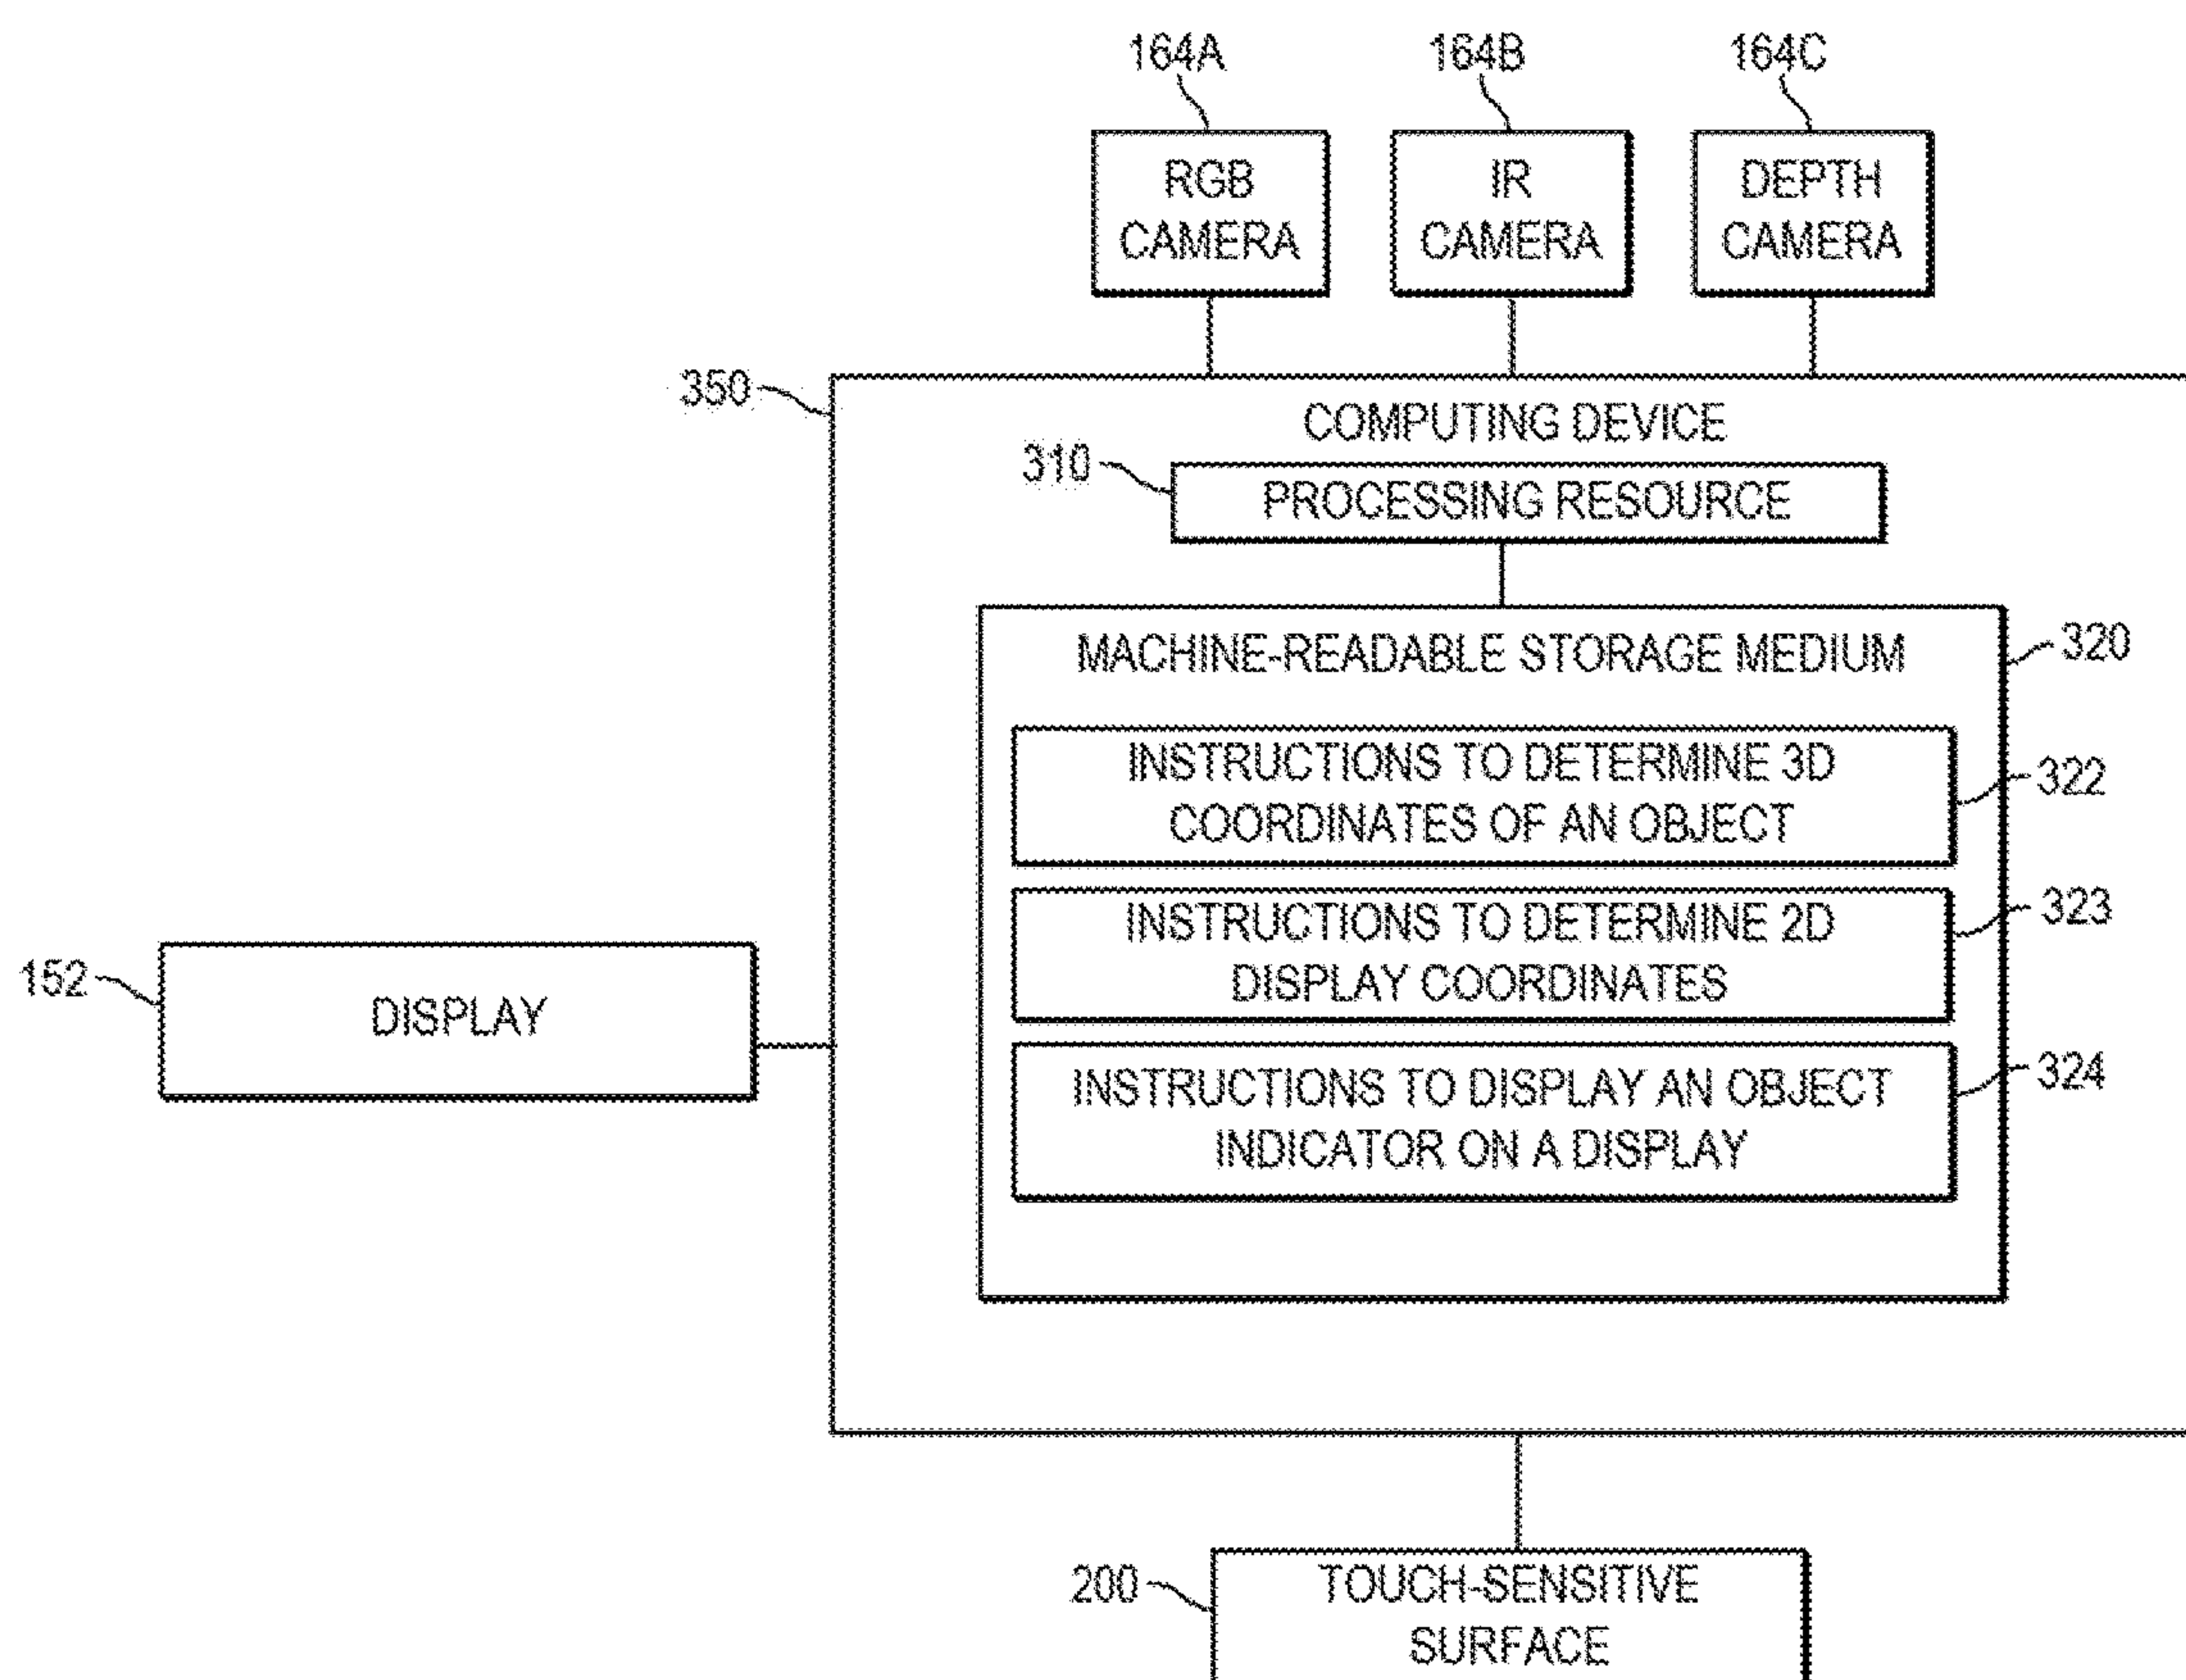 164A 164B 164C
RGB CAMERA
IR CAMERA
DEPTH CAMERA
350
COMPUTING DEVICE
310
PROCESSING RESOURCE
MACHINE-READABLE STORAGE MEDIUM
320
INSTRUCTIONS TO DETERMINE 3D
COORDINATES OF AN OBJECT
322
INSTRUCTIONS TO DETERMINE 2D
DISPLAY COORDINATES
323
152
DISPLAY
INSTRUCTIONS TO DISPLAY AN OBJECT
INDICATOR ON A DISPLAY
324
200
TOUCH-SENSITIVE
SURFACE